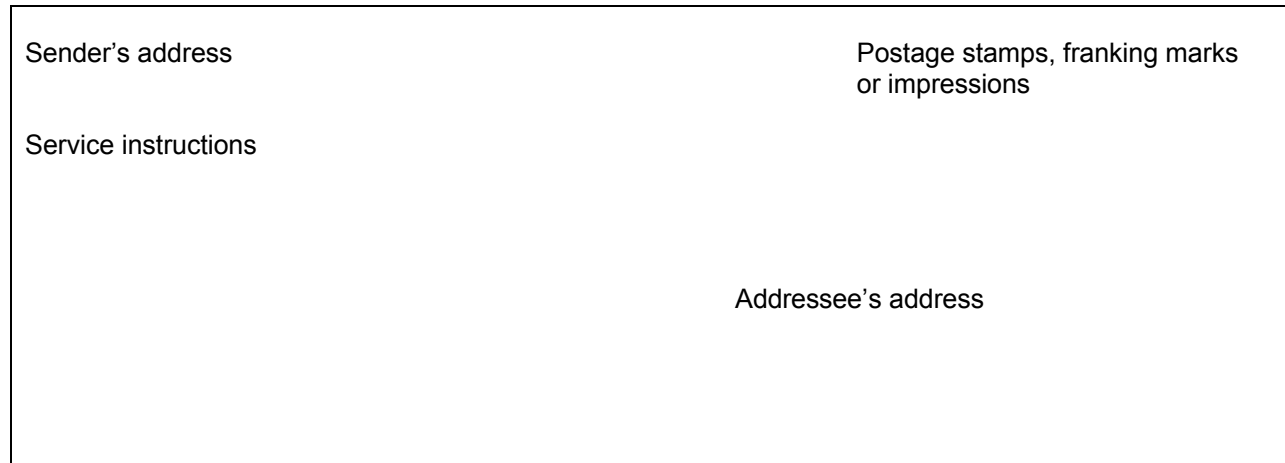 Sender’s address
Postage stamps, franking marks
or impressions
Service instructions
Addressee’s address